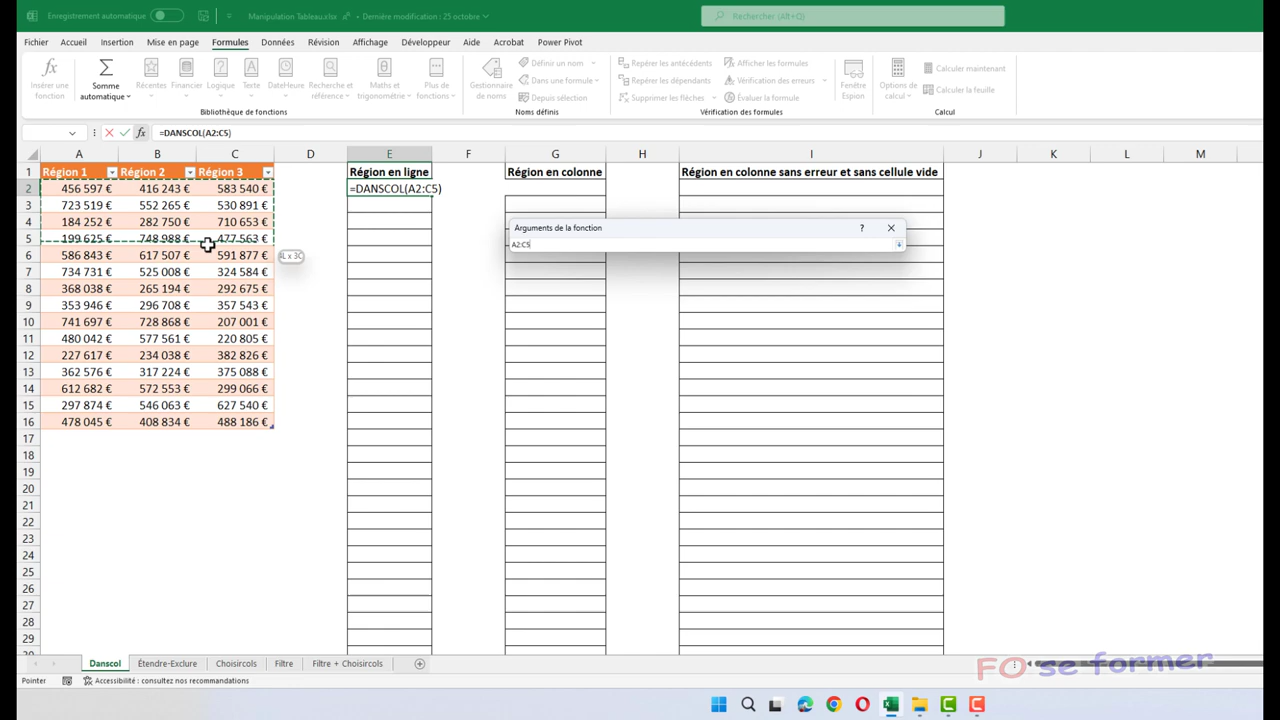 Enregistrement automatique
Manipulation Tableau.xlsx • Dernière modification : 25 octobre
Rechercher (Alt+Q)
Fichier Accueil Insertion Mise en page Formules Données Révision Affichage Développeur Aide Acrobat Power Pivot
Insérer une fonction
Somme automatique
Récentes
Financier
Logique
Texte
DateHeure
Recherche et référence
Maths et trigonométrie
Plus de fonctions
Bibliothèque de fonctions
Gestionnaire de noms
Définir un nom
Dans une formule
Depuis sélection
Noms définis
Repérer les antécédents
Repérer les dépendants
Supprimer les flèches
Afficher les formules
Vérification des erreurs
Évaluer la formule
Vérification des formules
Fenêtre Espion
Options de calcul
Calculer maintenant
Calculer la feuille
Calcul
fx =DANSCOL(A2:C5)
A B C D E F G H I J K L M
1 Région 1 Région 2 Région 3 Région en ligne Région en colonne Région en colonne sans erreur et sans cellule vide
2 456 597 € 416 243 € 583 540 € =DANSCOL(A2:C5)
3 723 519 € 552 265 € 530 891 €
4 184 252 € 282 750 € 710 653 €
5 199 625 € 748 988 € 477 563 €
6 586 843 € 617 507 € 591 877 €
7 734 731 € 525 008 € 324 584 €
8 368 038 € 265 194 € 292 675 €
9 353 946 € 296 708 € 357 543 €
10 741 697 € 728 868 € 207 001 €
11 480 042 € 577 561 € 220 805 €
12 227 617 € 234 038 € 382 826 €
13 362 576 € 317 224 € 375 088 €
14 612 682 € 572 553 € 299 066 €
15 297 874 € 546 063 € 627 540 €
16 478 045 € 408 834 € 488 186 €
17
18
19
20
21
22
23
24
25
26
27
28
29
4L x 3C
Arguments de la fonction ?
A2:C5
Danscol Étendre-Exclure Choisircols Filtre Filtre + Choisircols
FO se former
Pointer Accessibilité : consultez nos recommandations